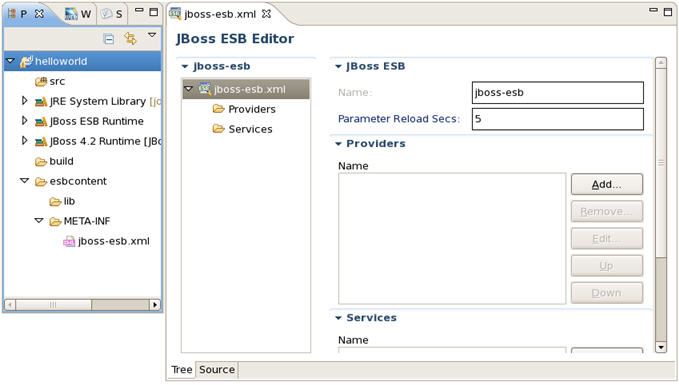 P
W
S
helloworld
src
JRE System Library
JBoss ESB Runtime
JBoss 4.2 Runtime [JBo
build
esbcontent
lib
META-INF
jboss-esb.xml
jboss-esb.xml
JBoss ESB Editor
jboss-esb
jboss-esb.xml
Providers
Services
JBoss ESB
Name: jboss-esb
Parameter Reload Secs: 5
Providers
Name
Add...
Remove...
Edit...
Up
Down
Services
Name
Tree Source